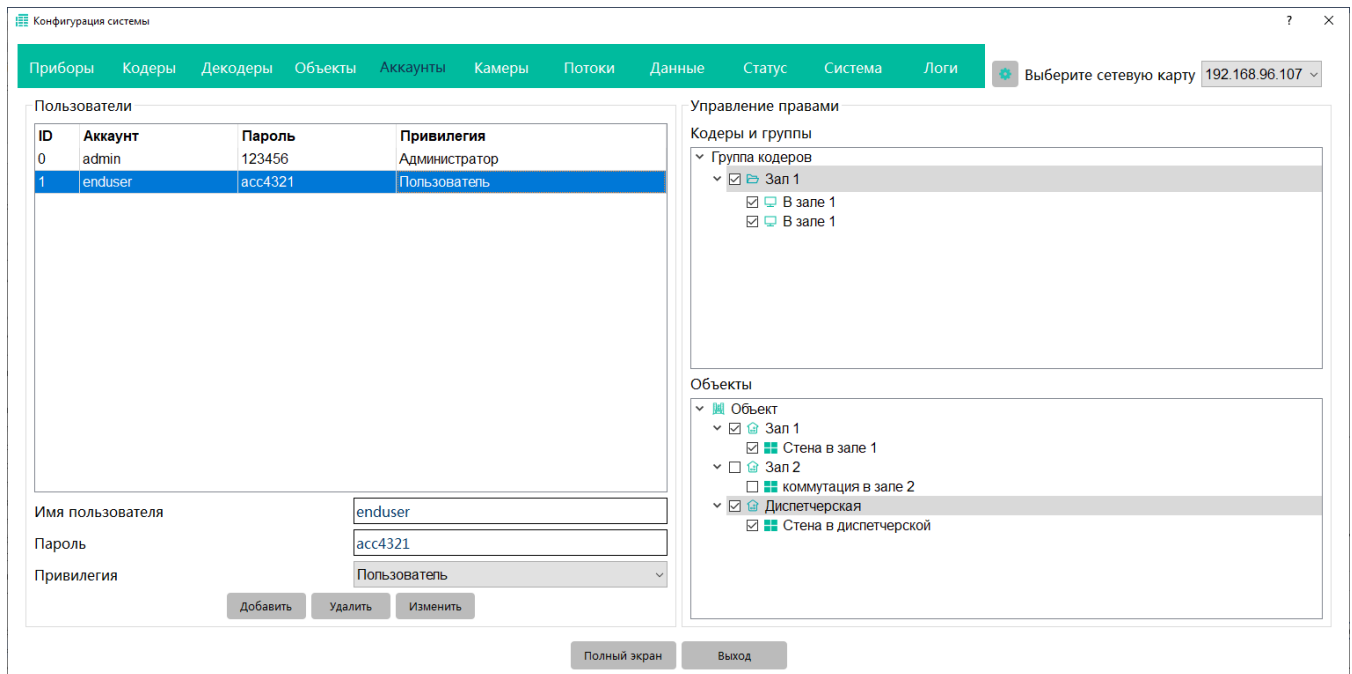 Конфигурация системы
? ×
Приборы Кодеры Декодеры Объекты Аккаунты Камеры Потоки Данные Статус Система Логи
Выберите сетевую карту 192.168.96.107
Пользователи
ID Аккаунт Пароль Привилегия
0 admin 123456 Администратор
1 enduser acc4321 Пользователь
Имя пользователя enduser
Пароль acc4321
Привилегия Пользователь
Добавить Удалить Изменить
Управление правами
Кодеры и группы
Группа кодеров
Зал 1
В зале 1
В зале 1
Объекты
Объект
Зал 1
Стена в зале 1
Зал 2
коммутация в зале 2
Диспетчерская
Стена в диспетчерской
Полный экран Выход